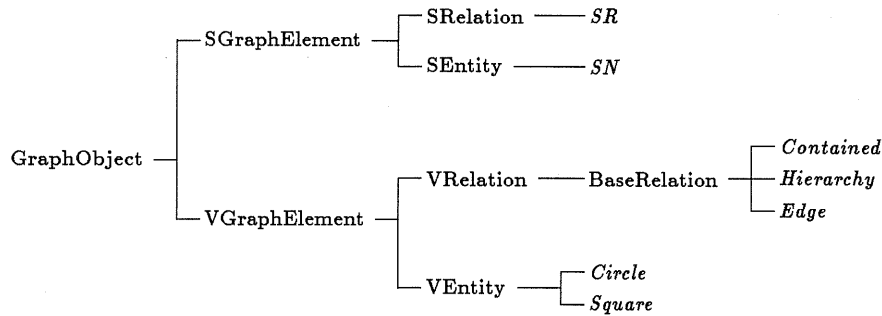 SRelation SR
SGraphElement
SEntity SN
GraphObject
Contained
VRelation BaseRelation Hierarchy
Edge
VGraphElement
Circle
VEntity
Square